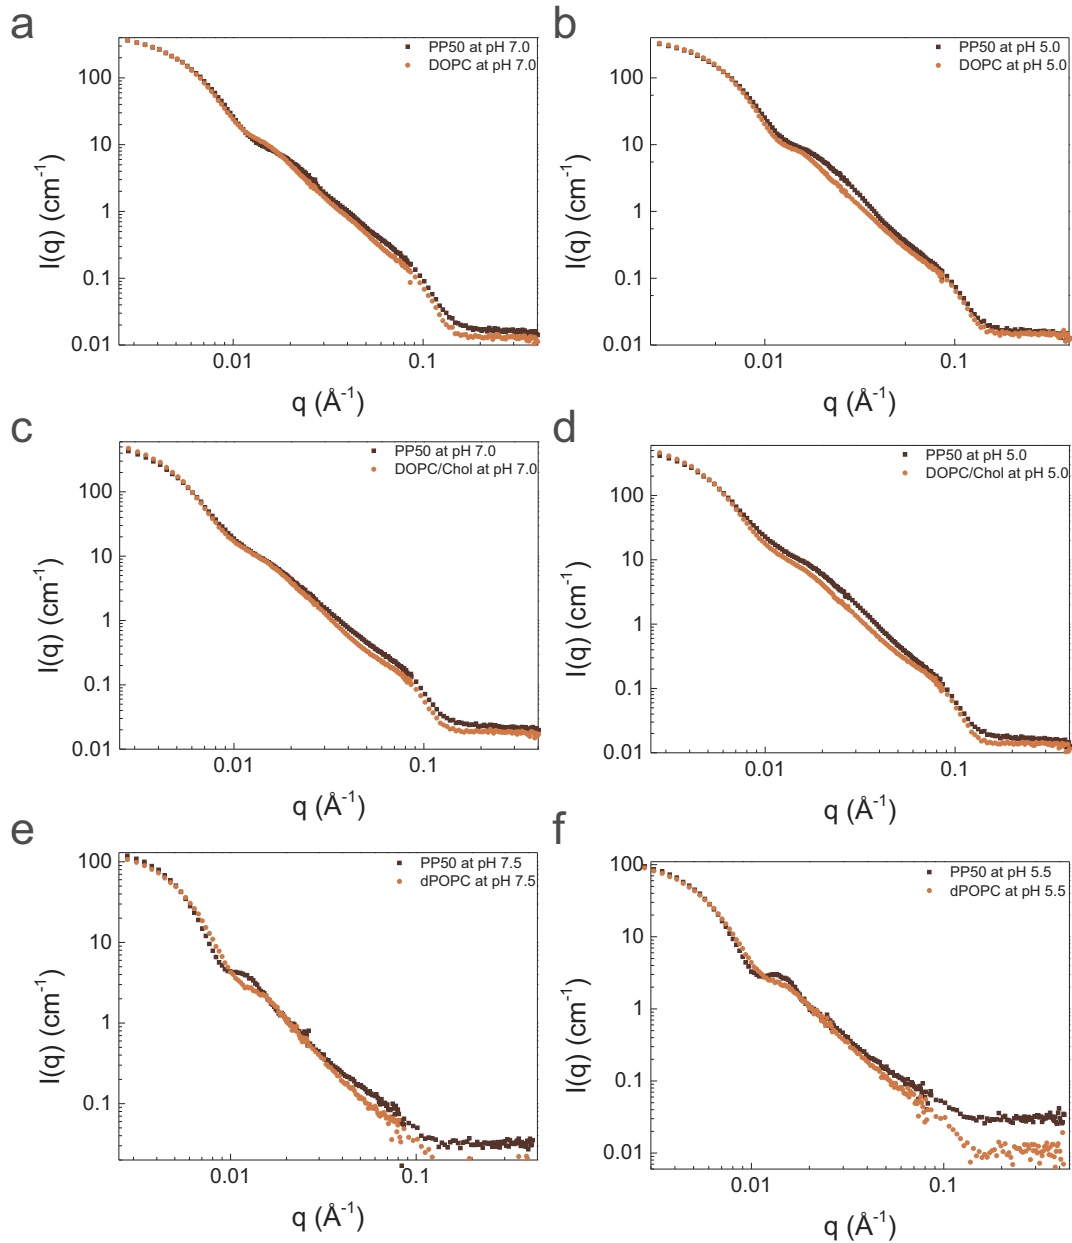 a
PP50 at pH 7.0
DOPC at pH 7.0
100
10
1
0.1
0.01
I(q) (cm⁻¹)
0.01
0.1
q (Å⁻¹)
b
PP50 at pH 5.0
DOPC at pH 5.0
100
10
1
0.1
0.01
I(q) (cm⁻¹)
0.01
0.1
q (Å⁻¹)
c
PP50 at pH 7.0
DOPC/Chol at pH 7.0
100
10
1
0.1
0.01
I(q) (cm⁻¹)
0.01
0.1
q (Å⁻¹)
d
PP50 at pH 5.0
DOPC/Chol at pH 5.0
100
10
1
0.1
0.01
I(q) (cm⁻¹)
0.01
0.1
q (Å⁻¹)
e
PP50 at pH 7.5
dPOPC at pH 7.5
100
10
1
0.1
I(q) (cm⁻¹)
0.01
0.1
q (Å⁻¹)
f
PP50 at pH 5.5
dPOPC at pH 5.5
100
10
1
0.1
0.01
I(q) (cm⁻¹)
0.01
0.1
q (Å⁻¹)